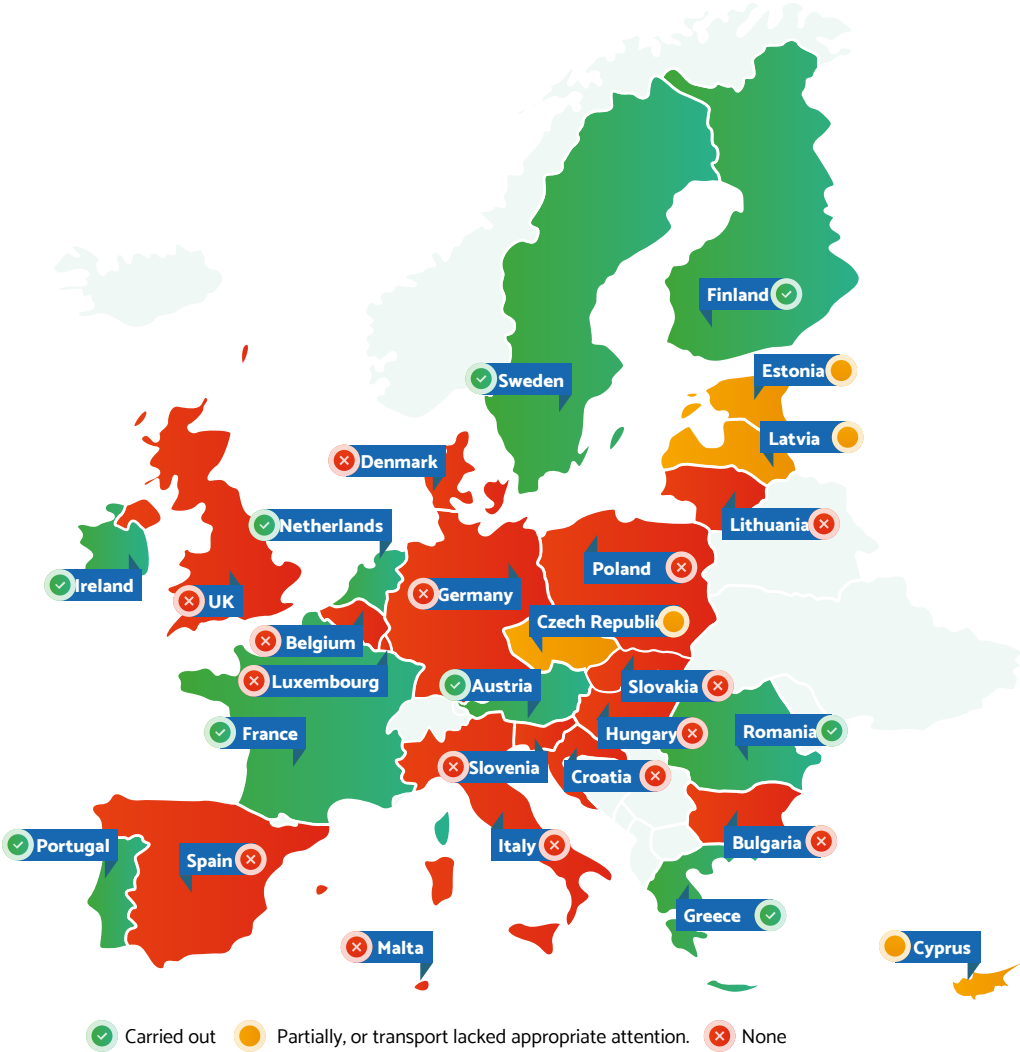 Finland
Estonia
Sweden
Latvia
Denmark
Netherlands
Lithuania
Poland
Ireland
Germany
UK
Czech Republic
Belgium
Luxembourg
Austria
Slovakia
France
Hungary
Romania
Slovenia
Croatia
Portugal
Spain
Italy
Bulgaria
Greece
Malta
Cyprus
Carried out
Partially, or transport lacked appropriate attention.
None